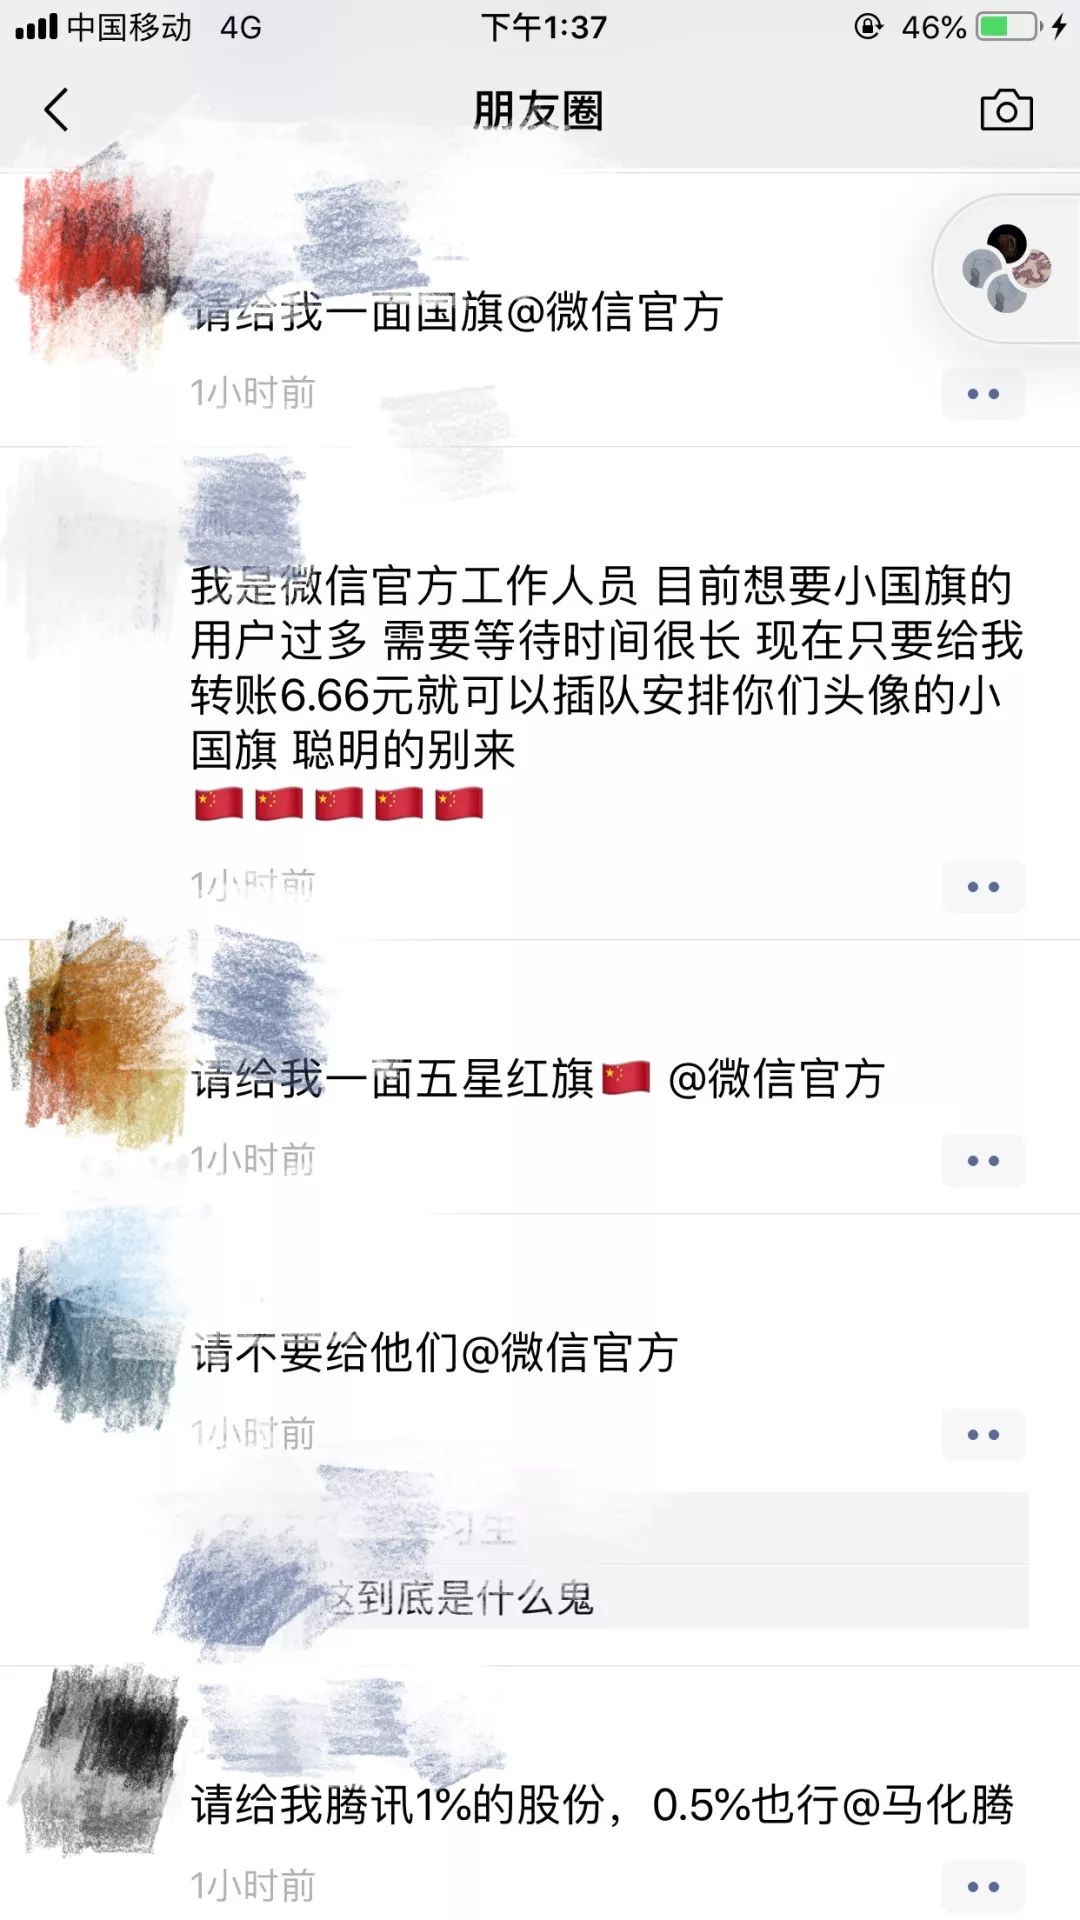 中国移动 4G 下午1:37 46%
朋友圈
请给我一面国旗@微信官方
1小时前
我是微信官方工作人员 目前想要小国旗的
用户过多 需要等待时间很长 现在只要给我
转账6.66元就可以插队安排你们头像的小
国旗 聪明的别来
🇨🇳🇨🇳🇨🇳🇨🇳🇨🇳
1小时前
请给我一面五星红旗🇨🇳 @微信官方
1小时前
请不要给他们@微信官方
1小时前
习生
这到底是什么鬼
请给我腾讯1%的股份，0.5%也行@马化腾
1小时前